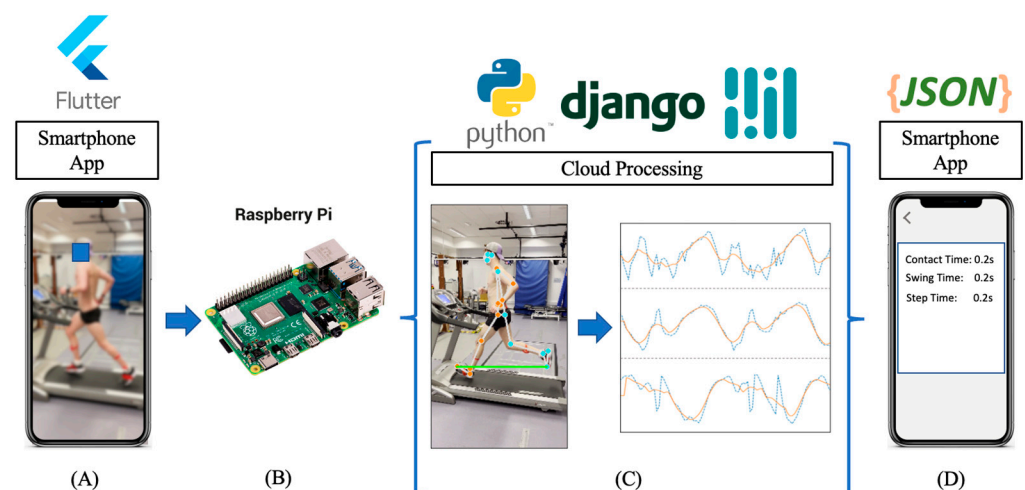 Flutter
Smartphone
App
(A)
Raspberry Pi
(B)
python™
django
Cloud Processing
(C)
{JSON}
Smartphone
App
Contact Time: 0.2s
Swing Time: 0.2s
Step Time: 0.2s
(D)